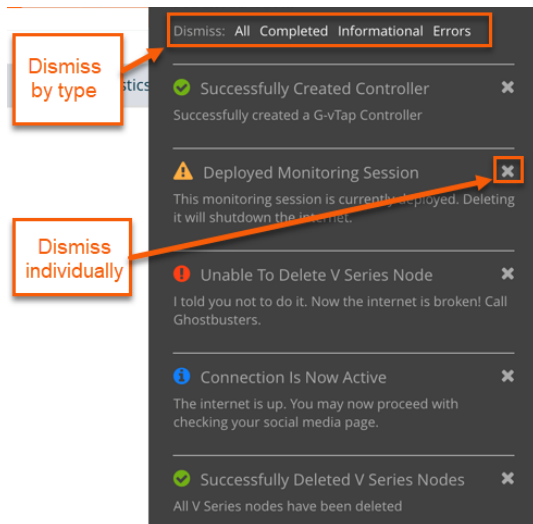 Dismiss: All Completed Informational Errors
Dismiss
by type
stics
Successfully Created Controller
Successfully created a G-vTap Controller
Deployed Monitoring Session
This monitoring session is currently deployed. Deleting
it will shutdown the internet.
Dismiss
individually
Unable To Delete V Series Node
I told you not to do it. Now the internet is broken! Call
Ghostbusters.
Connection Is Now Active
The internet is up. You may now proceed with
checking your social media page.
Successfully Deleted V Series Nodes
All V Series nodes have been deleted